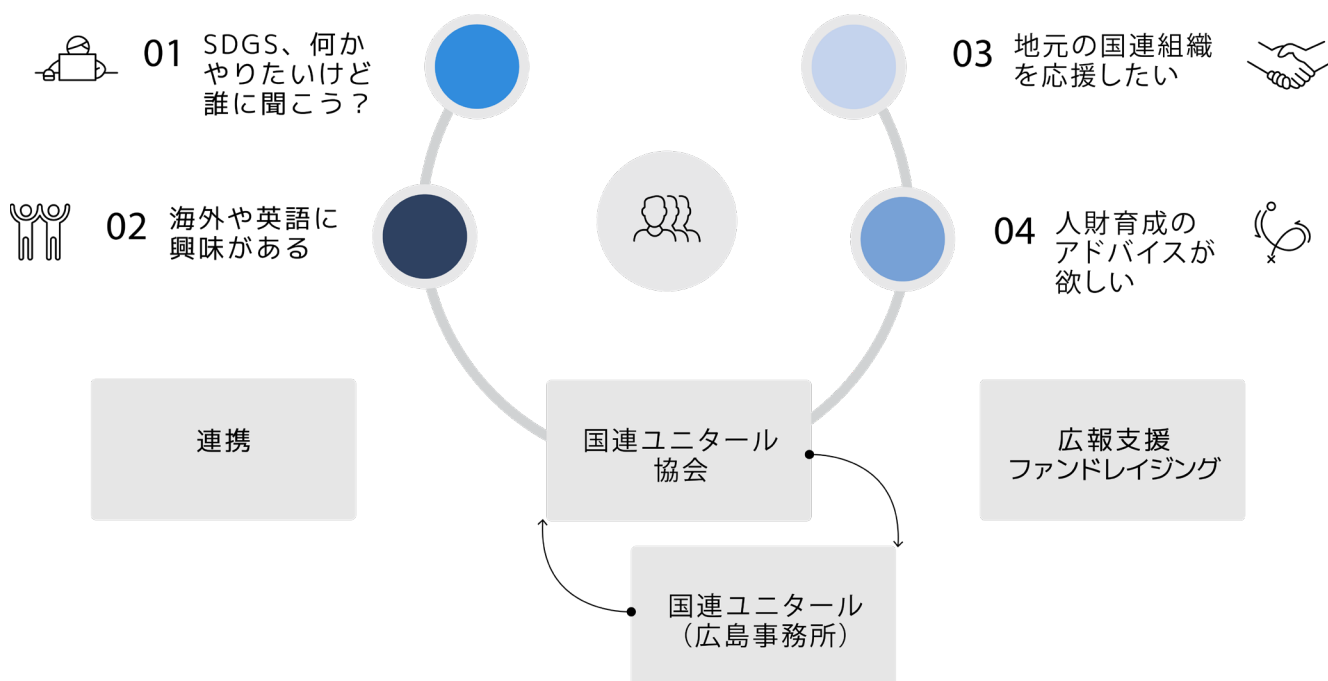 01
SDGS、何か
やりたいけど
誰に聞こう？
02
海外や英語に
興味がある
03
地元の国連組織
を応援したい
04
人財育成の
アドバイスが
欲しい
連携
国連ユニタール
協会
広報支援
ファンドレイジング
国連ユニタール
（広島事務所）